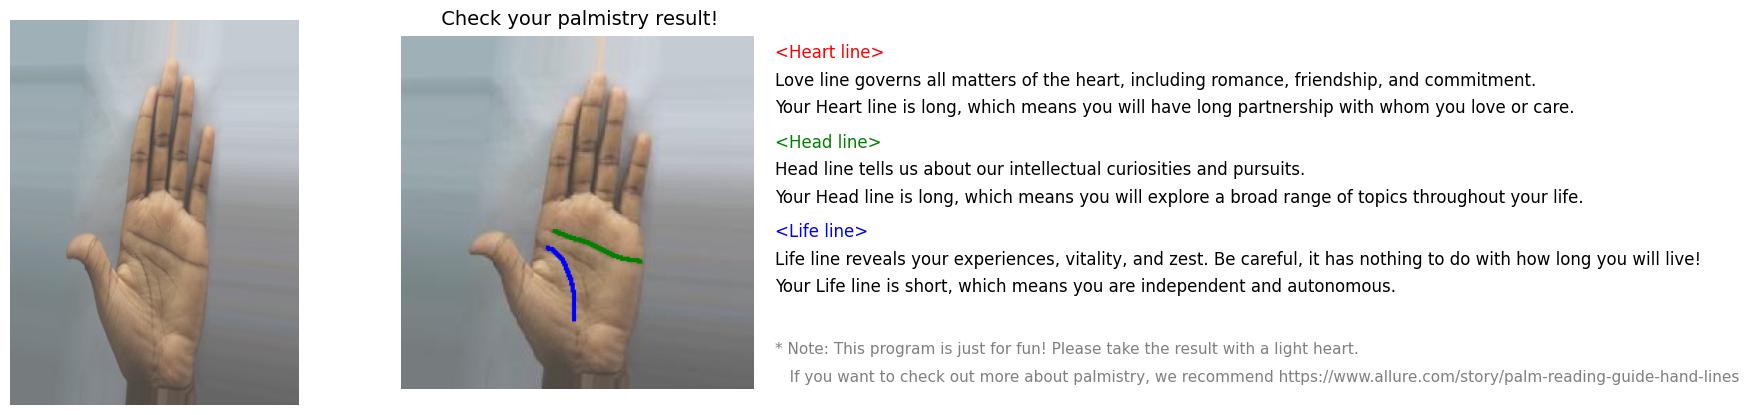 Check your palmistry result!
<Heart line>
Love line governs all matters of the heart, including romance, friendship, and commitment.
Your Heart line is long, which means you will have long partnership with whom you love or care.
<Head line>
Head line tells us about our intellectual curiosities and pursuits.
Your Head line is long, which means you will explore a broad range of topics throughout your life.
<Life line>
Life line reveals your experiences, vitality, and zest. Be careful, it has nothing to do with how long you will live!
Your Life line is short, which means you are independent and autonomous.
* Note: This program is just for fun! Please take the result with a light heart.
If you want to check out more about palmistry, we recommend https://www.allure.com/story/palm-reading-guide-hand-lines